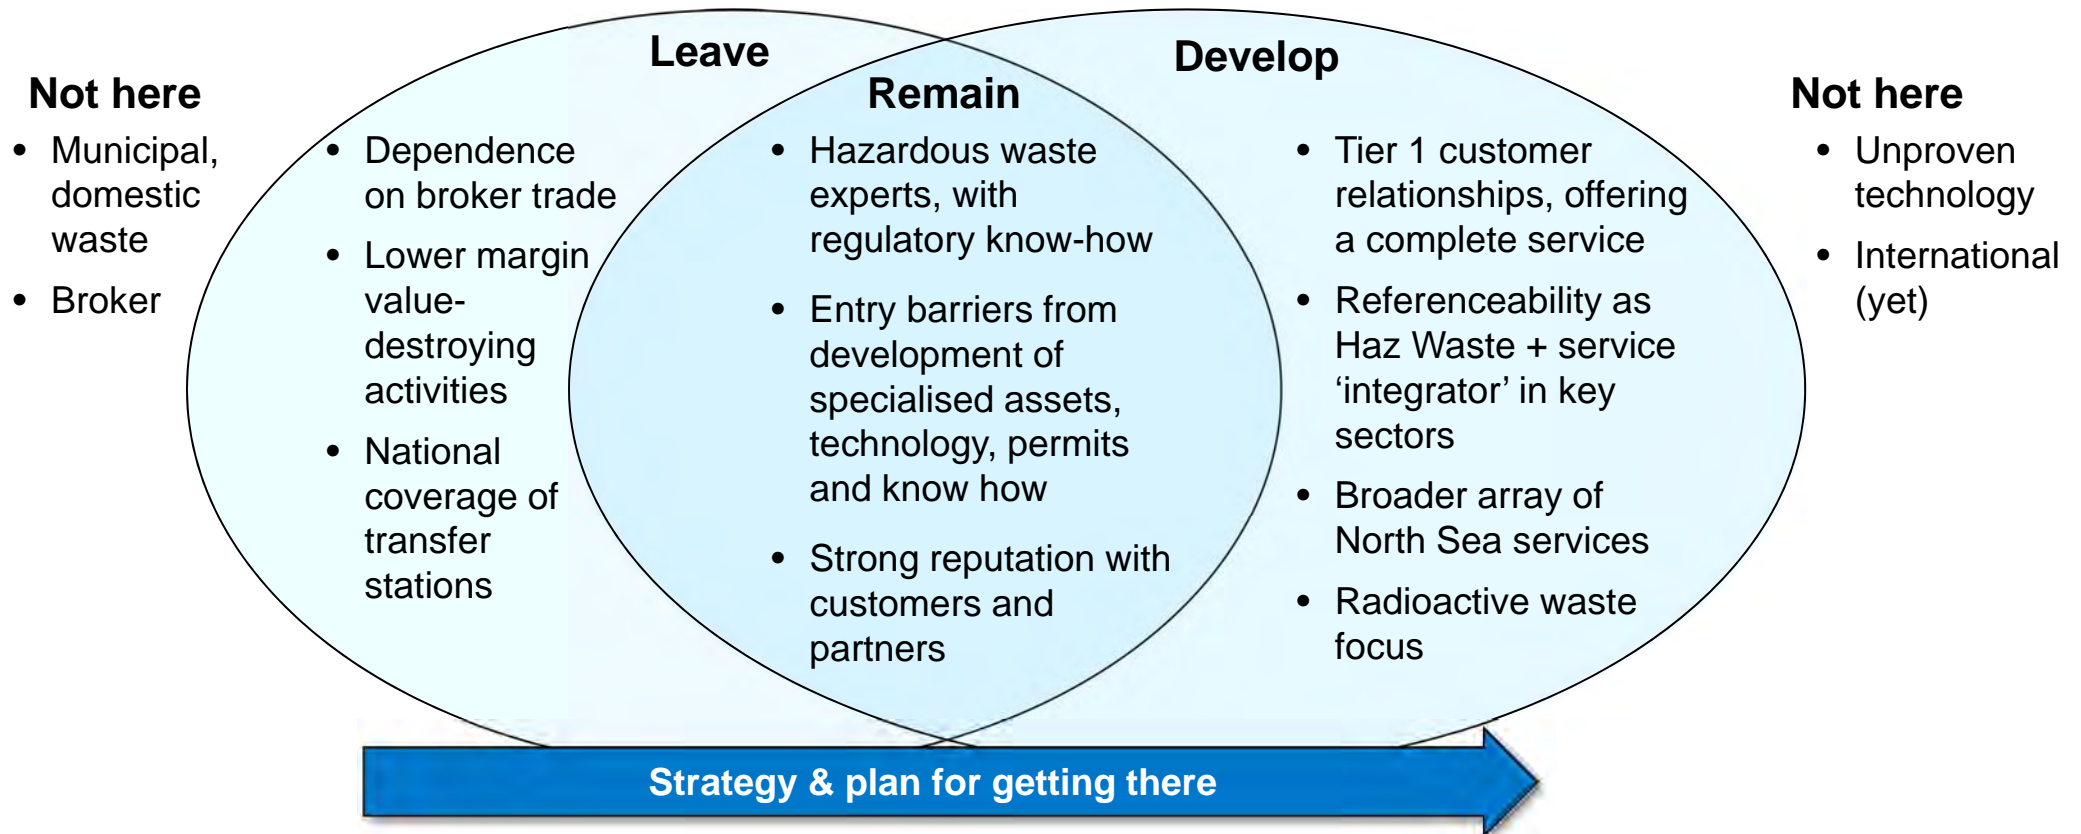 Not here
• Municipal,
domestic
waste
• Broker
Leave
• Dependence
on broker trade
• Lower margin
value-
destroying
activities
• National
coverage of
transfer
stations
Remain
• Hazardous waste
experts, with
regulatory know-how
• Entry barriers from
development of
specialised assets,
technology, permits
and know how
• Strong reputation with
customers and
partners
Develop
• Tier 1 customer
relationships, offering
a complete service
• Referenceability as
Haz Waste + service
‘integrator’ in key
sectors
• Broader array of
North Sea services
• Radioactive waste
focus
Not here
• Unproven
technology
• International
(yet)
Strategy & plan for getting there